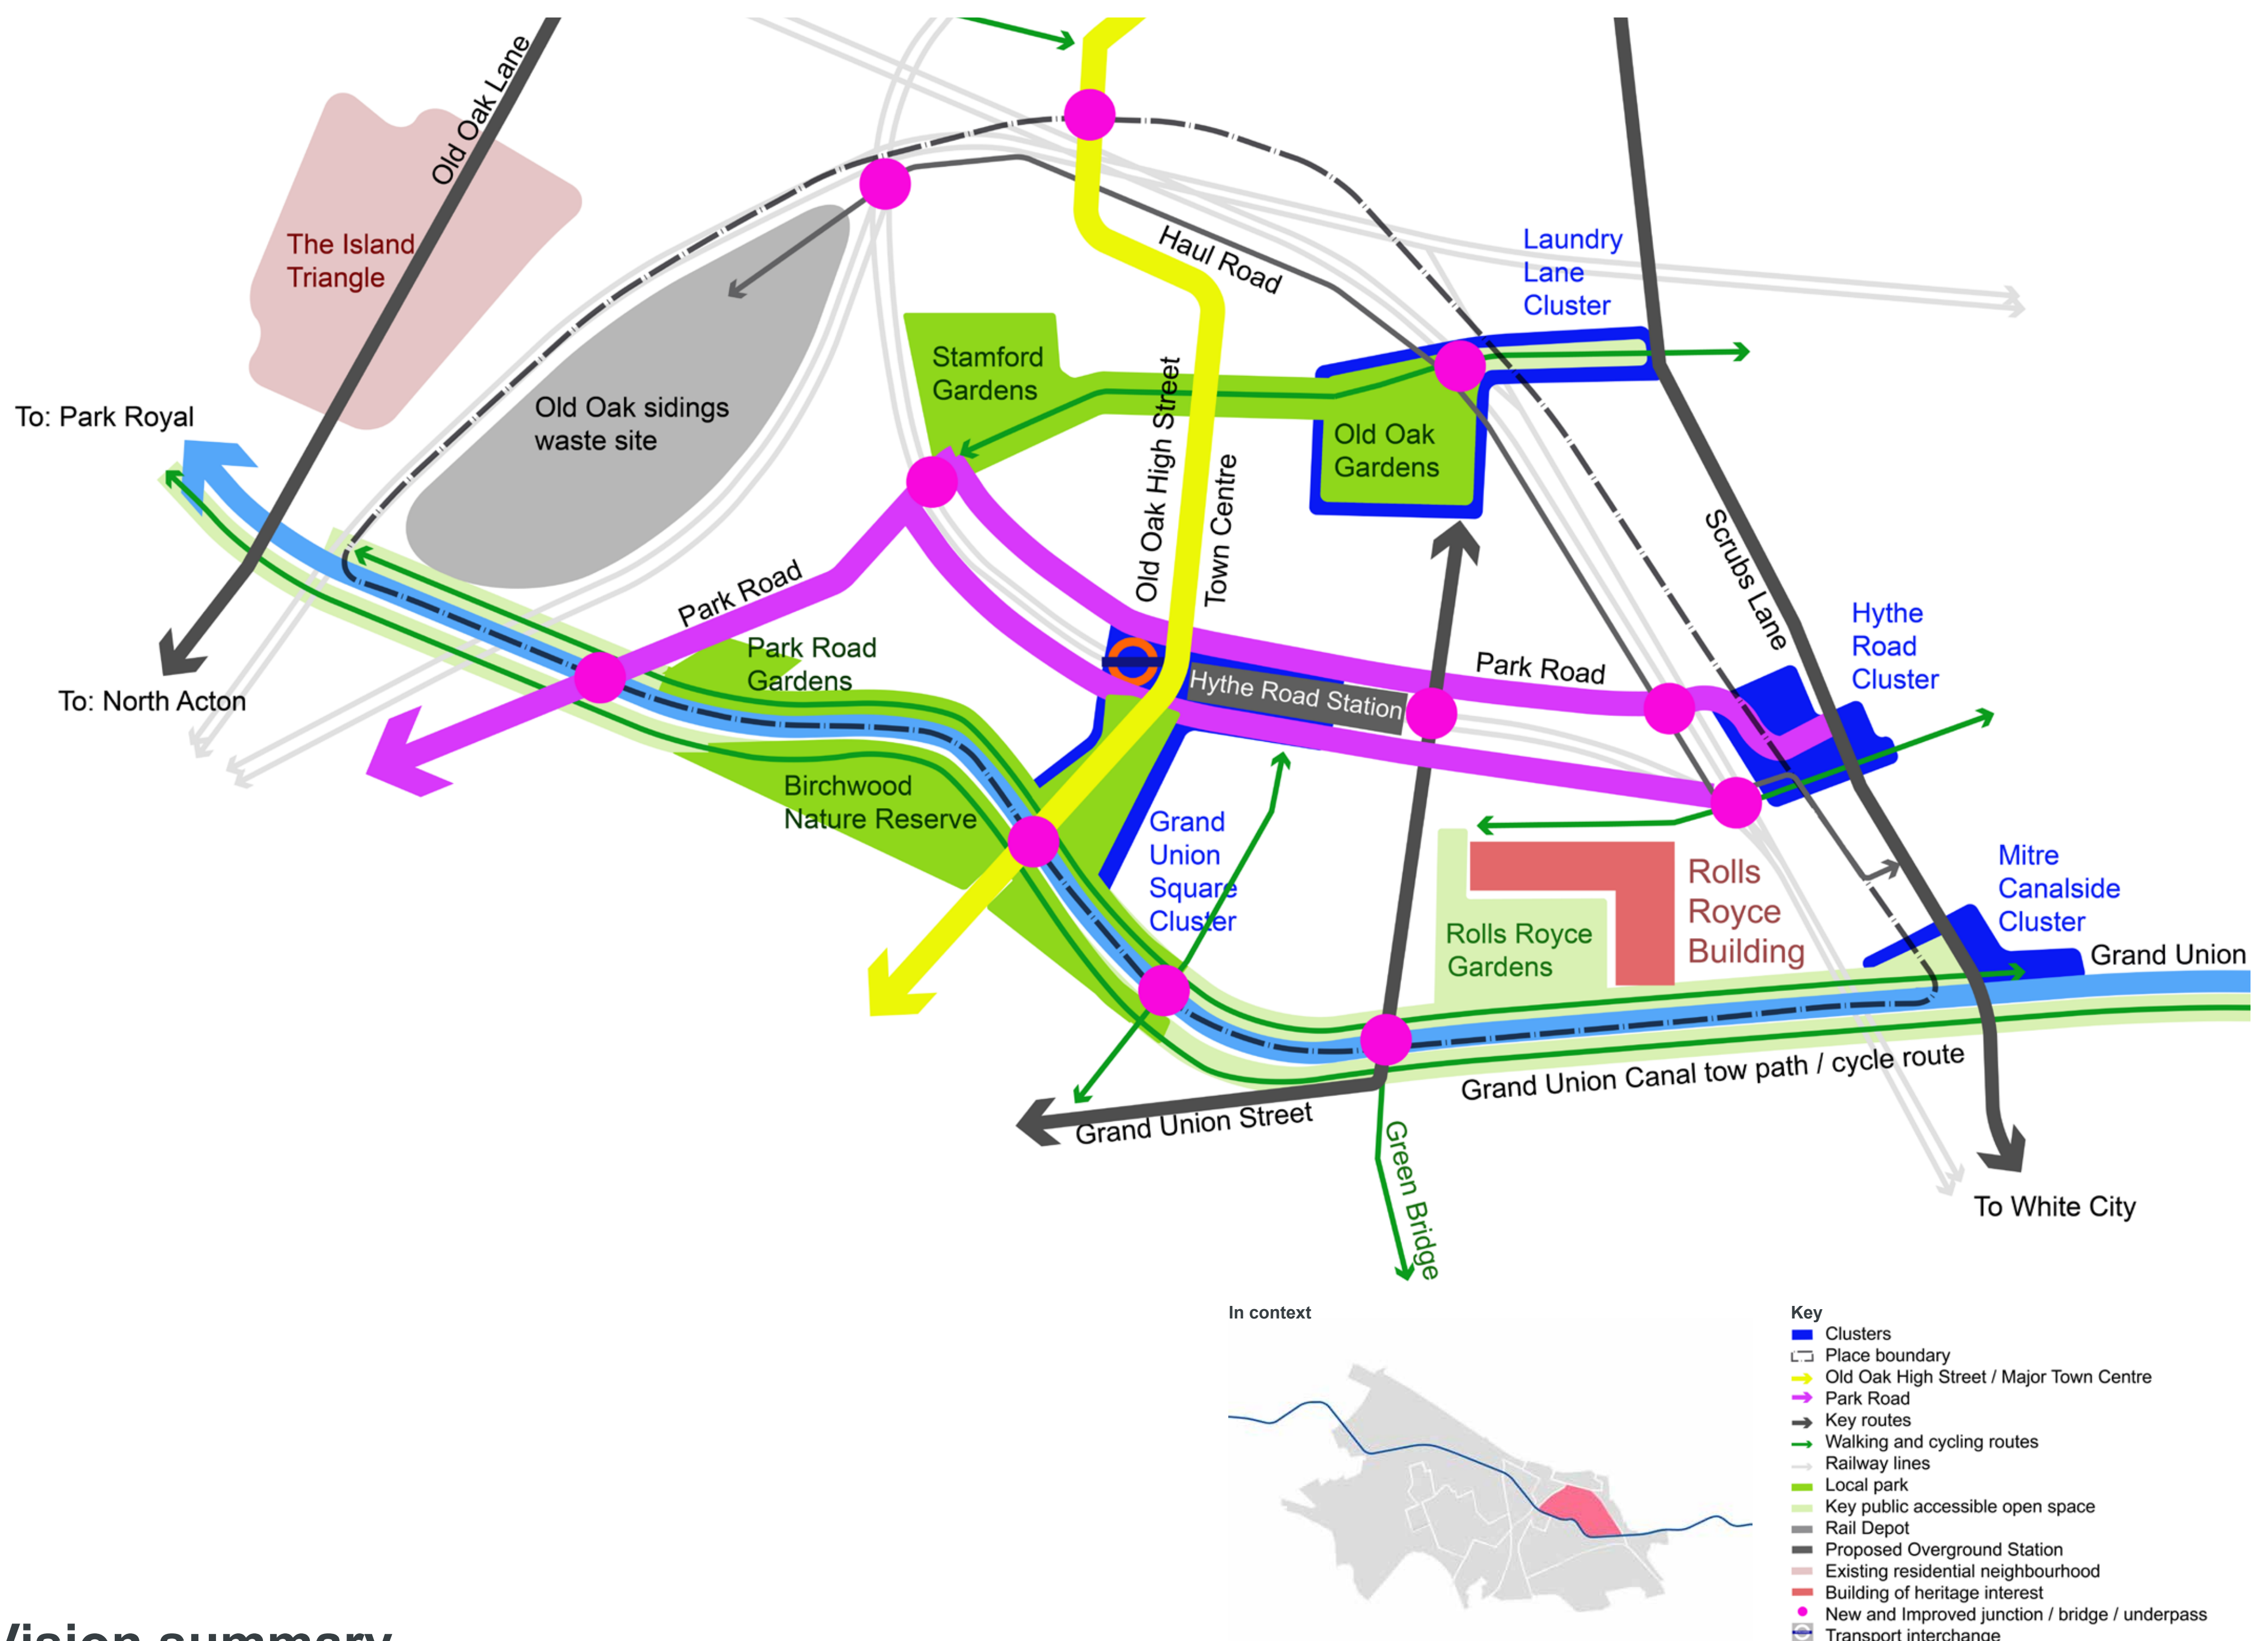 Old Oak Lane
The Island
Triangle
Haul Road
Laundry
Lane
Cluster
Stamford
Gardens
To: Park Royal
Old Oak sidings
waste site
Old Oak High Street
Town Centre
Old Oak
Gardens
Scrubs Lane
Park Road
Park Road
Gardens
Hythe Road Station
Park Road
Hythe
Road
Cluster
To: North Acton
Birchwood
Nature Reserve
Grand
Union
Square
Cluster
Rolls
Royce
Building
Rolls Royce
Gardens
Mitre
Canalside
Cluster
Grand Union
Grand Union Canal tow path / cycle route
Grand Union Street
Green Bridge
To White City
In context
Key
Clusters
Place boundary
Old Oak High Street / Major Town Centre
Park Road
Key routes
Walking and cycling routes
Railway lines
Local park
Key public accessible open space
Rail Depot
Proposed Overground Station
Existing residential neighbourhood
Building of heritage interest
New and Improved junction / bridge / underpass
Transport interchange
Vision summary